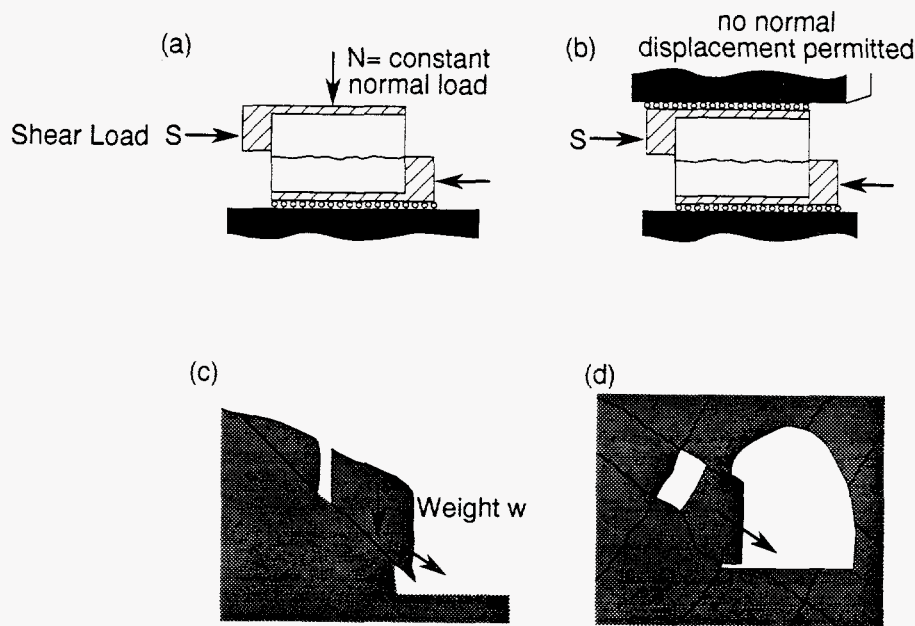 (a)
N= constant
normal load
Shear Load S
(b)
no normal
displacement permitted
S
(c)
Weight w
(d)